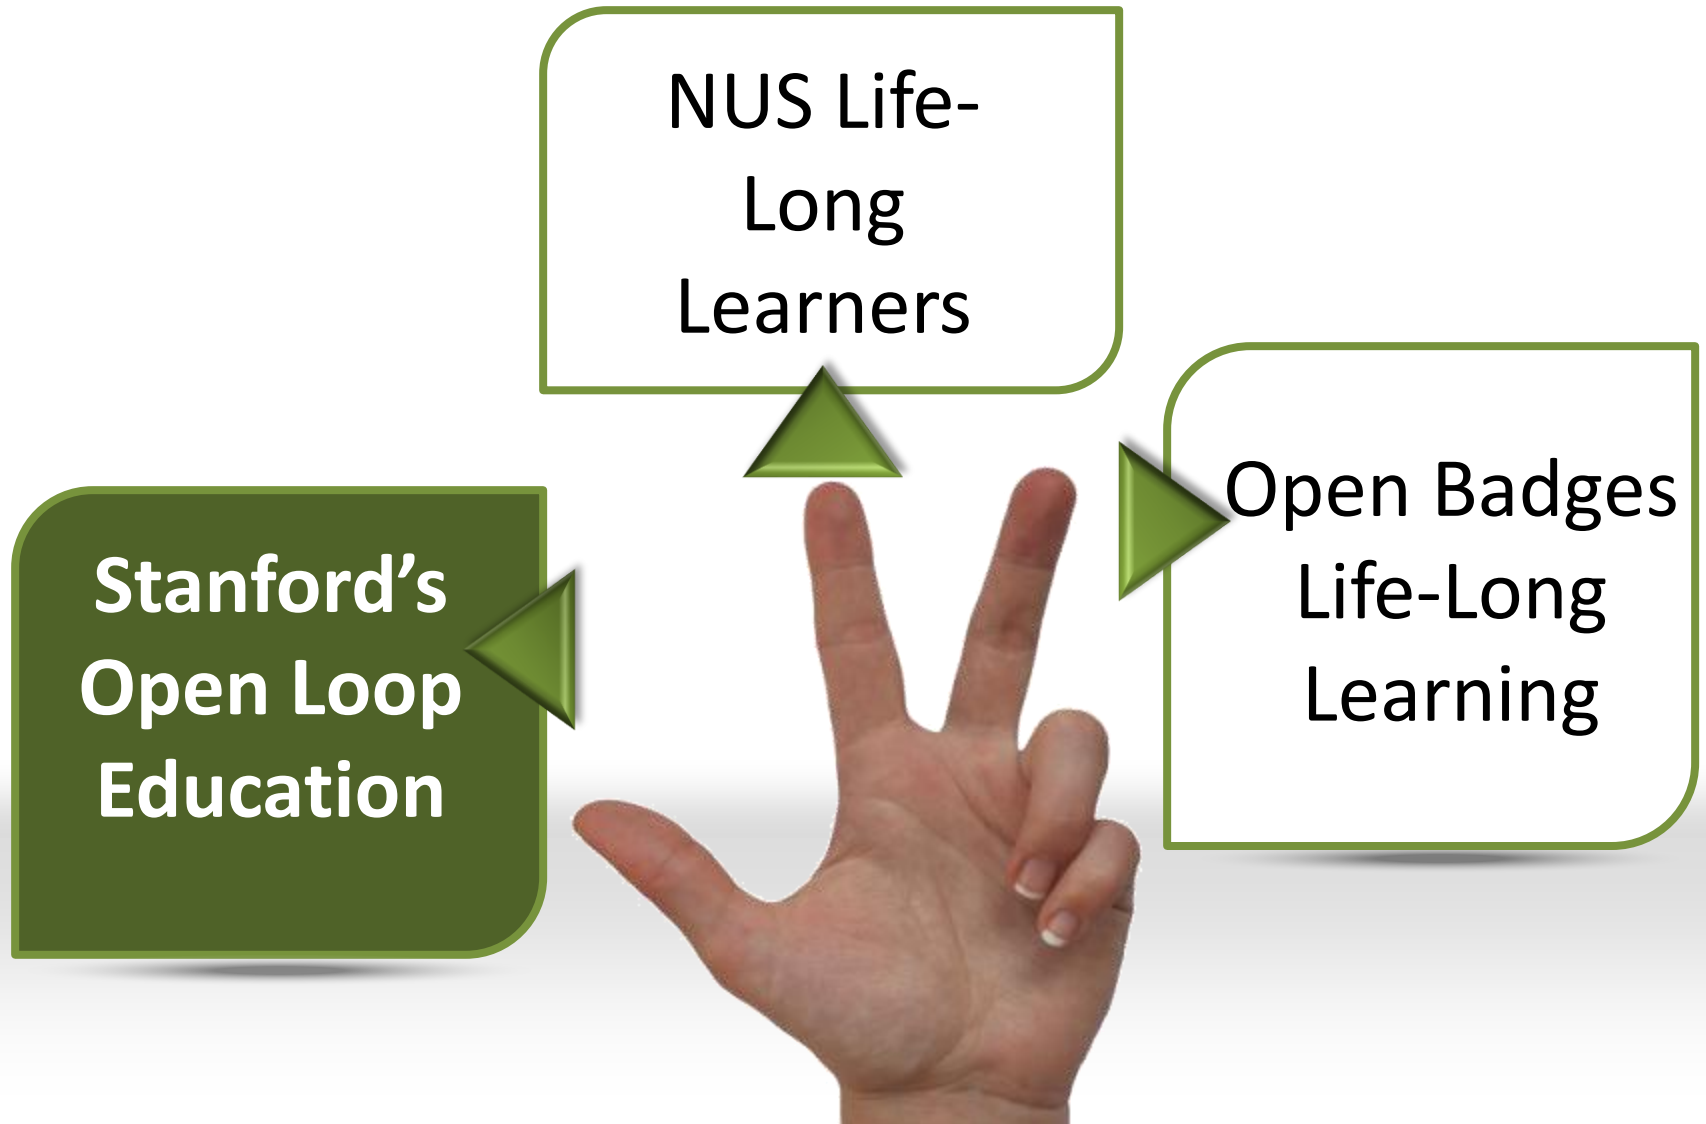 NUS Life-
Long
Learners
Open Badges
Life-Long
Learning
Stanford’s
Open Loop
Education